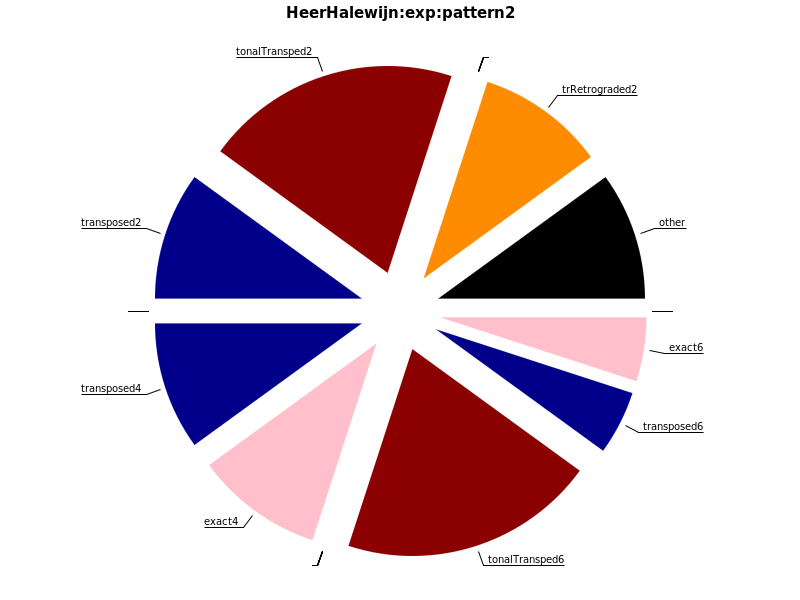 HeerHalewijn:exp:pattern2
tonalTransped2
trRetrograded2
transposed2
other
exact6
transposed4
transposed6
exact4
tonalTransped6